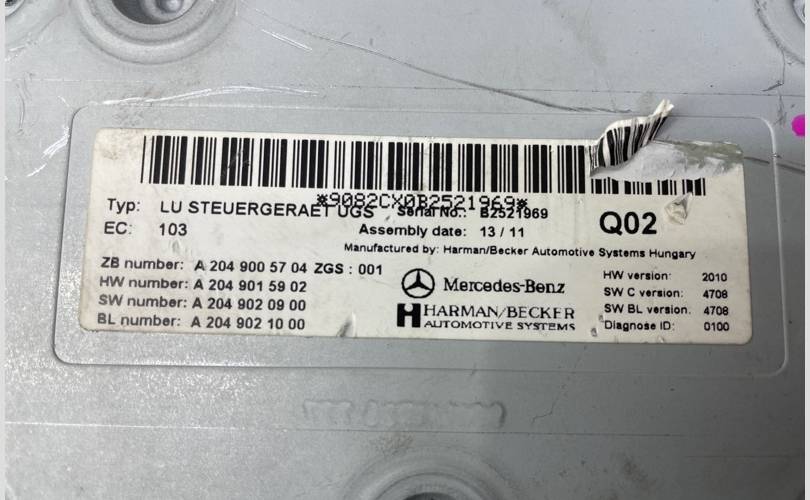 *9082CX0B2521969*
Typ: LU STEUERGERAET UGS Serial No.: B2521969
EC: 103 Assembly date: 13 / 11 Q02
Manufactured by: Harman/Becker Automotive Systems Hungary
ZB number: A 204 900 57 04 ZGS : 001
HW number: A 204 901 59 02
SW number: A 204 902 09 00
BL number: A 204 902 10 00
Mercedes-Benz
HARMAN/BECKER
AUTOMOTIVE SYSTEMS
HW version: 2010
SW C version: 4708
SW BL version: 4708
Diagnose ID: 0100